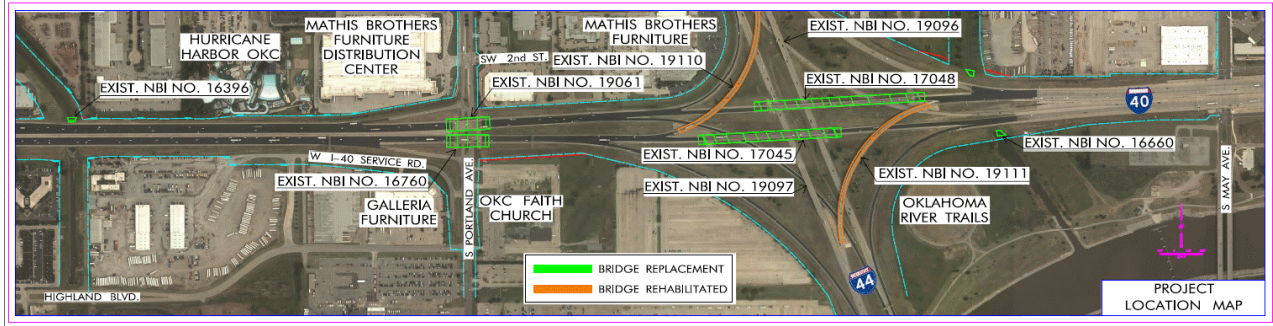 MATHIS BROTHERS
FURNITURE
DISTRIBUTION
CENTER
HURRICANE
HARBOR OKC
MATHIS BROTHERS
FURNITURE
SW 2nd ST.
EXIST. NBI NO. 19096
EXIST. NBI NO. 19110
EXIST. NBI NO. 19061
EXIST. NBI NO. 17048
EXIST. NBI NO. 16396
40
EXIST. NBI NO. 16660
W I-40 SERVICE RD.
EXIST. NBI NO. 17045
EXIST. NBI NO. 16760
EXIST. NBI NO. 19097
EXIST. NBI NO. 19111
GALLERIA
FURNITURE
S PORTLAND AVE.
OKC FAITH
CHURCH
OKLAHOMA
RIVER TRAILS
S MAY AVE.
BRIDGE REPLACEMENT
BRIDGE REHABILITATED
44
HIGHLAND BLVD.
PROJECT
LOCATION MAP